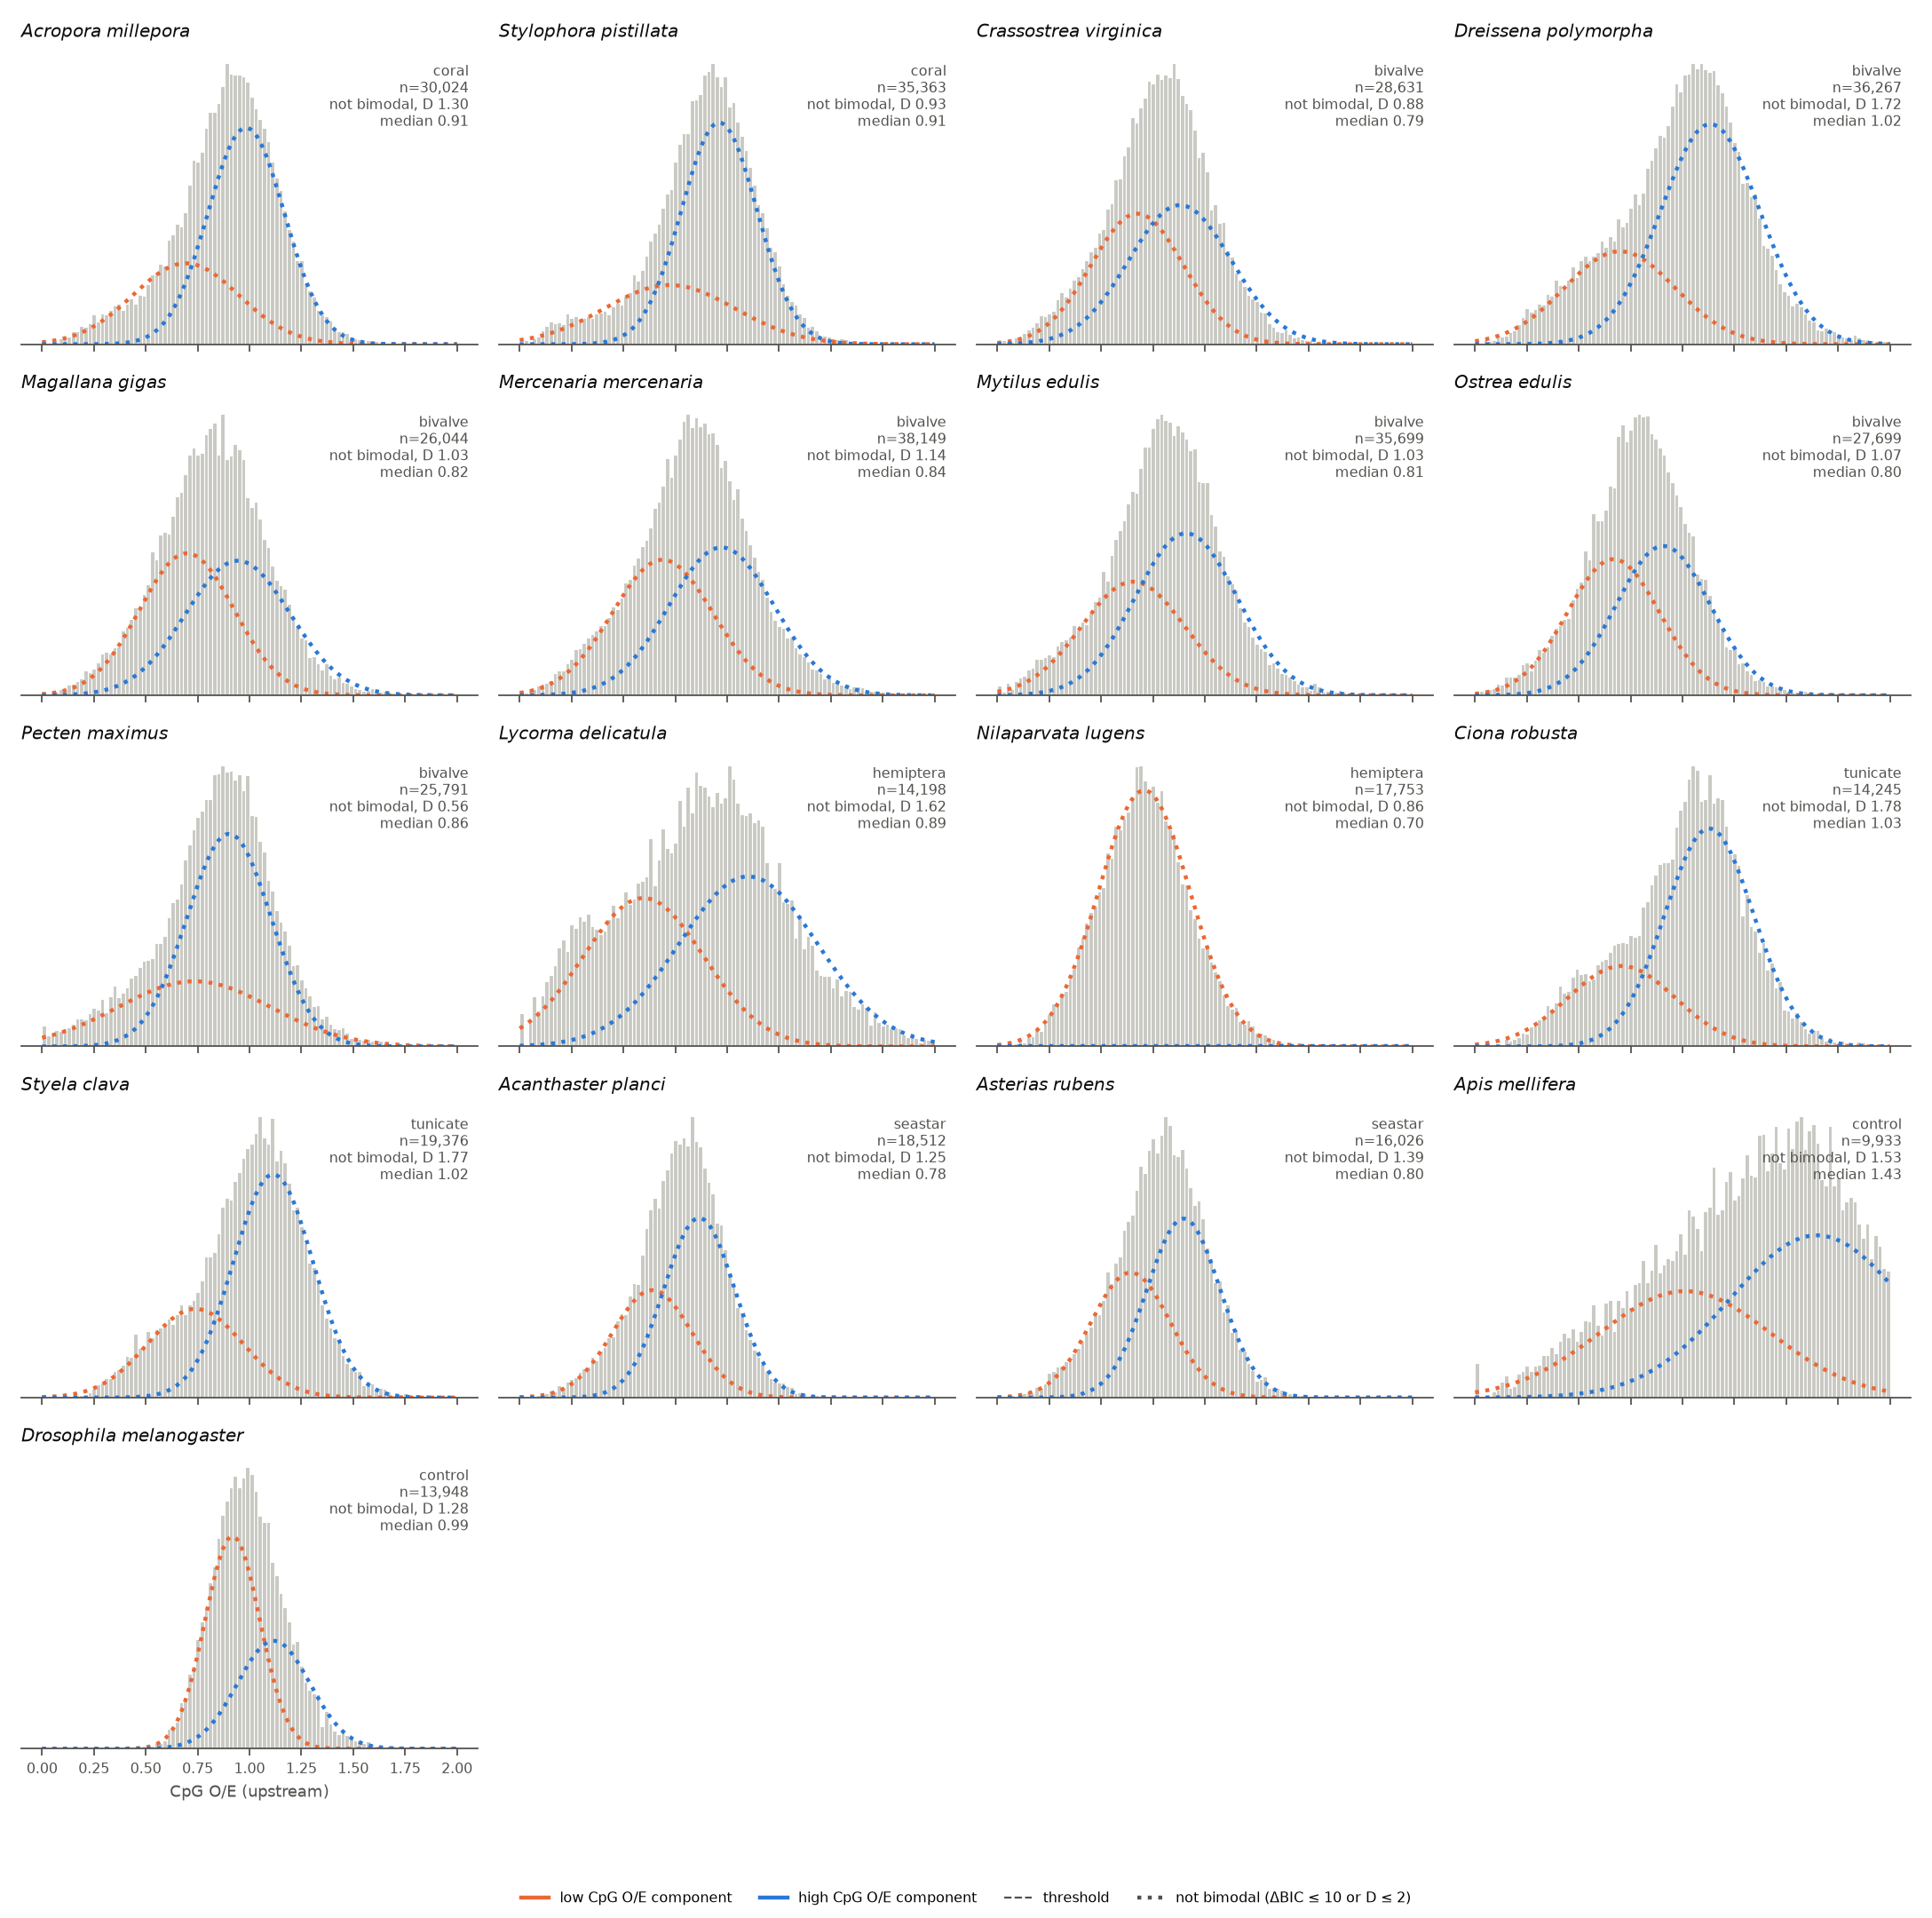 Acropora millepora
coral
n=30,024
not bimodal, D 1.30
median 0.91
Stylophora pistillata
coral
n=35,363
not bimodal, D 0.93
median 0.91
Crassostrea virginica
bivalve
n=28,631
not bimodal, D 0.88
median 0.79
Dreissena polymorpha
bivalve
n=36,267
not bimodal, D 1.72
median 1.02
Magallana gigas
bivalve
n=26,044
not bimodal, D 1.03
median 0.82
Mercenaria mercenaria
bivalve
n=38,149
not bimodal, D 1.14
median 0.84
Mytilus edulis
bivalve
n=35,699
not bimodal, D 1.03
median 0.81
Ostrea edulis
bivalve
n=27,699
not bimodal, D 1.07
median 0.80
Pecten maximus
bivalve
n=25,791
not bimodal, D 0.56
median 0.86
Lycorma delicatula
hemiptera
n=14,198
not bimodal, D 1.62
median 0.89
Nilaparvata lugens
hemiptera
n=17,753
not bimodal, D 0.86
median 0.70
Ciona robusta
tunicate
n=14,245
not bimodal, D 1.78
median 1.03
Styela clava
tunicate
n=19,376
not bimodal, D 1.77
median 1.02
Acanthaster planci
seastar
n=18,512
not bimodal, D 1.25
median 0.78
Asterias rubens
seastar
n=16,026
not bimodal, D 1.39
median 0.80
Apis mellifera
control
n=9,933
not bimodal, D 1.53
median 1.43
Drosophila melanogaster
control
n=13,948
not bimodal, D 1.28
median 0.99
0.00 0.25 0.50 0.75 1.00 1.25 1.50 1.75 2.00
CpG O/E (upstream)
low CpG O/E component high CpG O/E component threshold not bimodal (ΔBIC ≤ 10 or D ≤ 2)